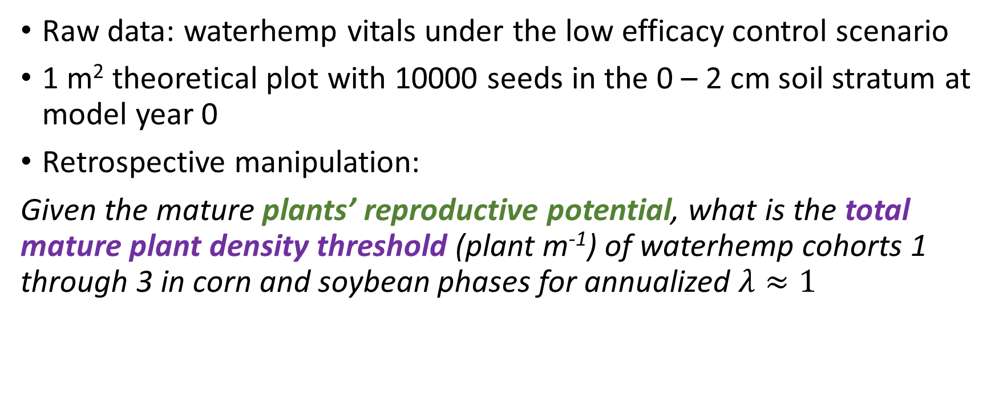 • Raw data: waterhemp vitals under the low efficacy control scenario
• 1 m² theoretical plot with 10000 seeds in the 0 – 2 cm soil stratum at
model year 0
• Retrospective manipulation:
Given the mature plants’ reproductive potential, what is the total
mature plant density threshold (plant m⁻¹) of waterhemp cohorts 1
through 3 in corn and soybean phases for annualized λ ≈ 1